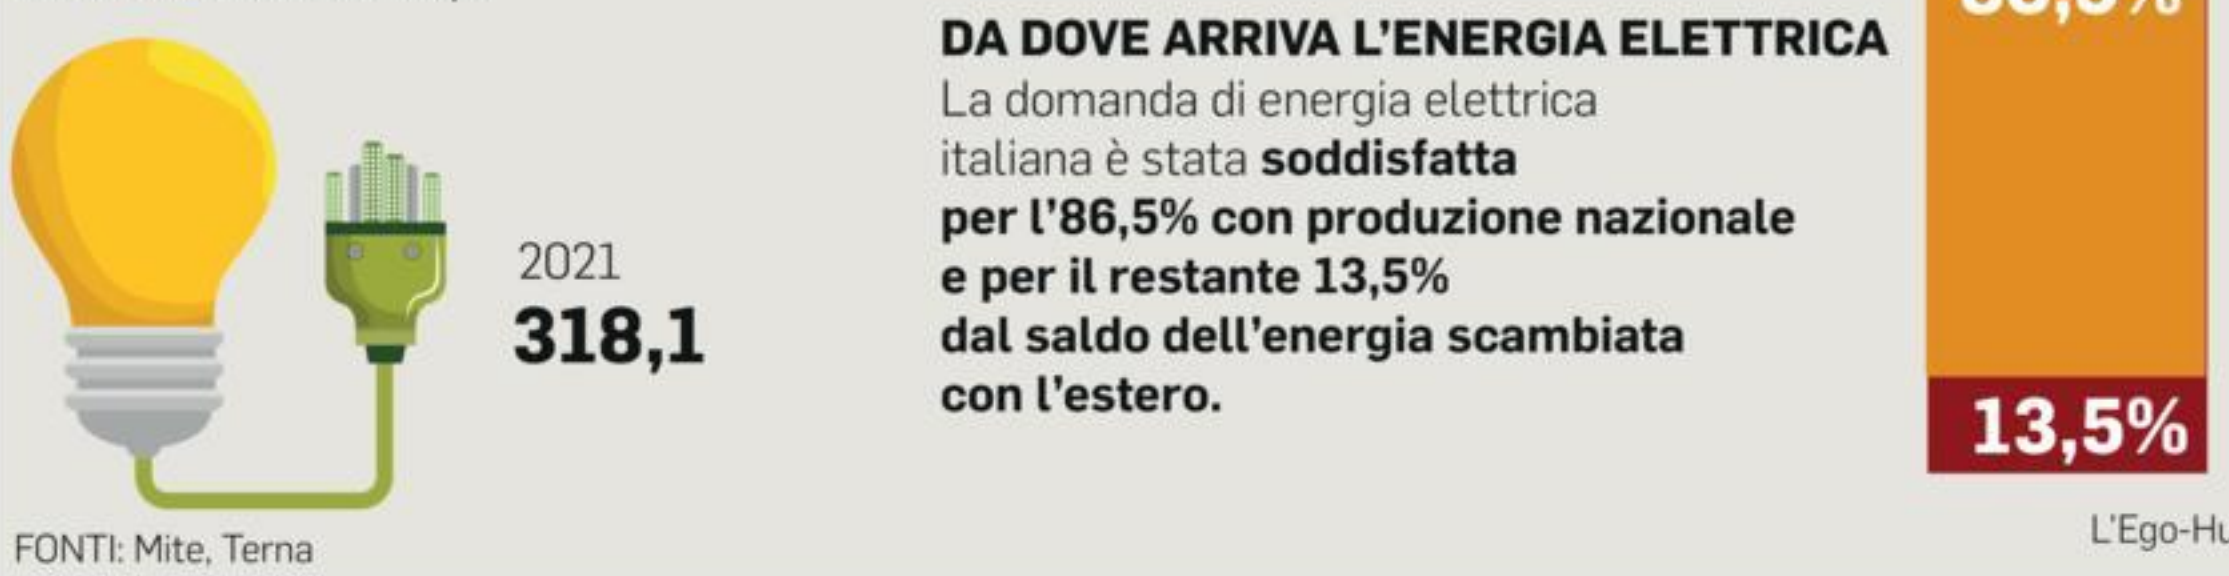 DA DOVE ARRIVA L'ENERGIA ELETTRICA
La domanda di energia elettrica
italiana è stata soddisfatta
per l'86,5% con produzione nazionale
e per il restante 13,5%
dal saldo dell'energia scambiata
con l'estero.
2021
318,1
13,5%
FONTI: Mite, Terna
L'Ego-Hu